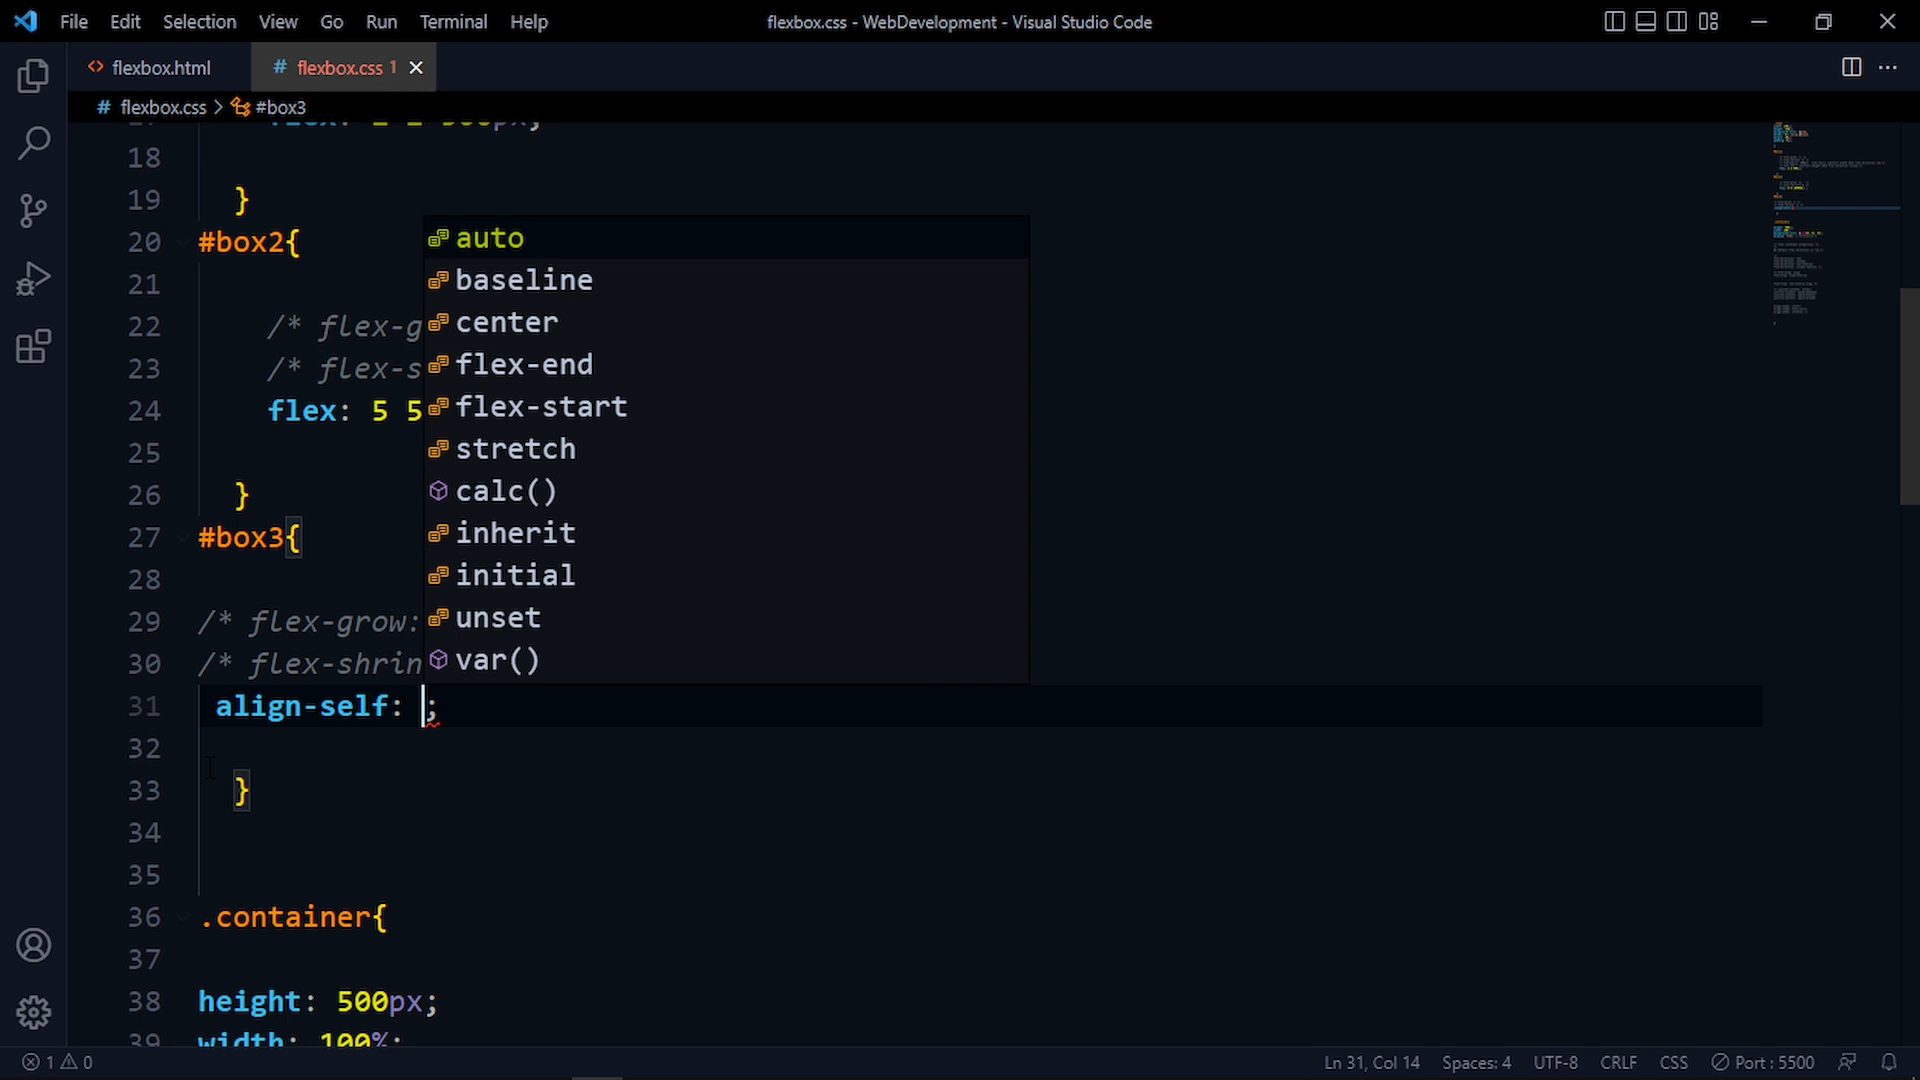 File Edit Selection View Go Run Terminal Help flexbox.css - WebDevelopment - Visual Studio Code
flexbox.html # flexbox.css 1
# flexbox.css > #box3
18
19 }
20 #box2{
21
22 /* flex-g
23 /* flex-s
24 flex: 5 5
25
26 }
27 #box3{
28
29 /* flex-grow:
30 /* flex-shrin
31 align-self: ;
32
33 }
34
35
36 .container{
37
38 height: 500px;
39 width: 100%;
auto
baseline
center
flex-end
flex-start
stretch
calc()
inherit
initial
unset
var()
1 0 Ln 31, Col 14 Spaces: 4 UTF-8 CRLF CSS Port : 5500